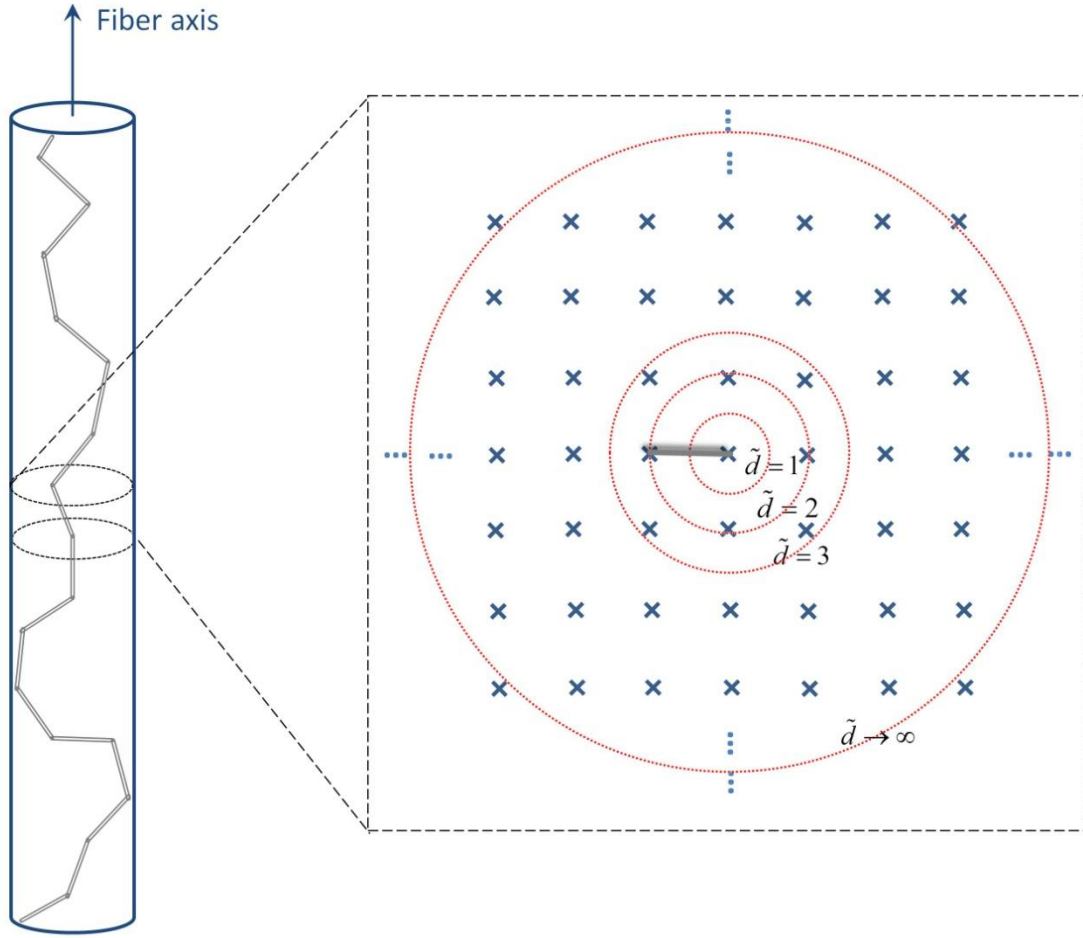 Fiber axis
d̃ = 1
d̃ = 2
d̃ = 3
d̃ → ∞